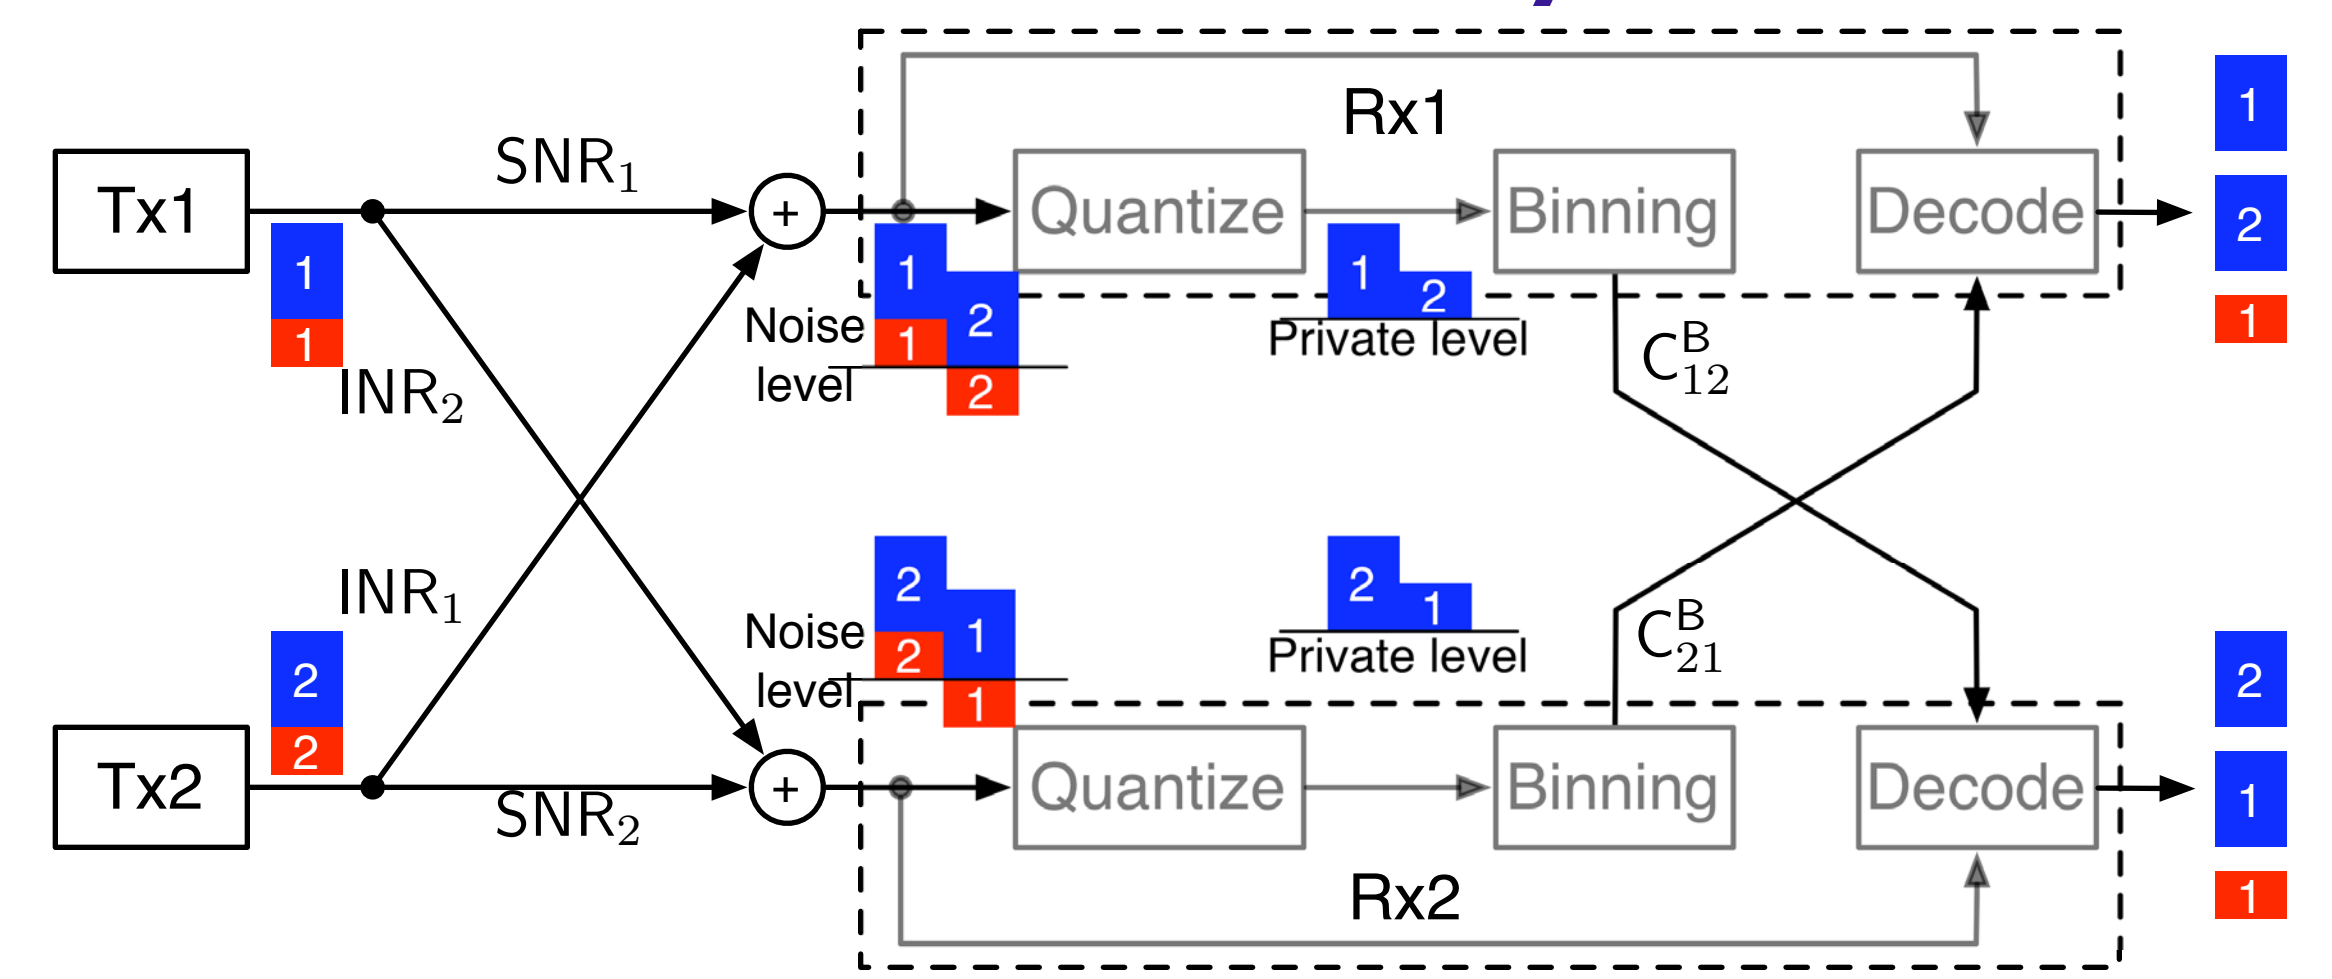 Rx1
SNR₁
Tx1
+
Quantize
Binning
Decode
1
2
1
1
1
INR₂
1
2
1
2
Noise
level
1
2
Private level
C₁₂ᴮ
INR₁
2
2
2
1
2
1
Noise
level
2
1
Private level
C₂₁ᴮ
Tx2
SNR₂
+
Quantize
Binning
Decode
2
1
1
Rx2